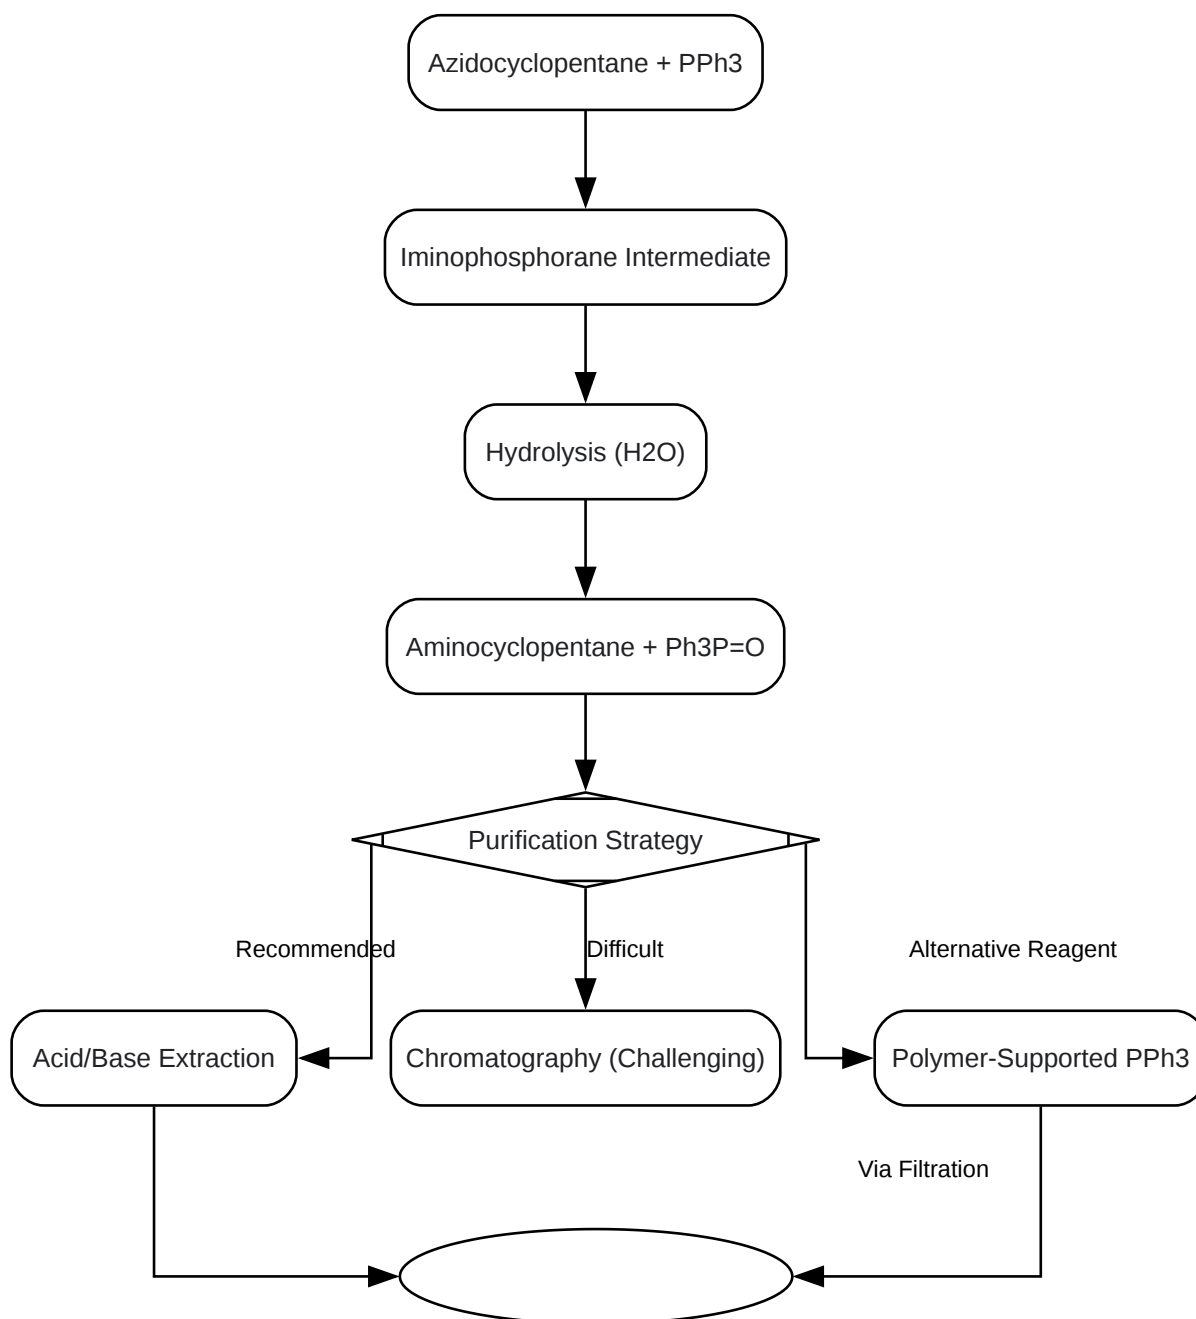 Azidocyclopentane + PPh3
Iminophosphorane Intermediate
Hydrolysis (H2O)
Aminocyclopentane + Ph3P=O
Purification Strategy
Recommended
Difficult
Alternative Reagent
Acid/Base Extraction
Chromatography (Challenging)
Polymer-Supported PPh3
Via Filtration